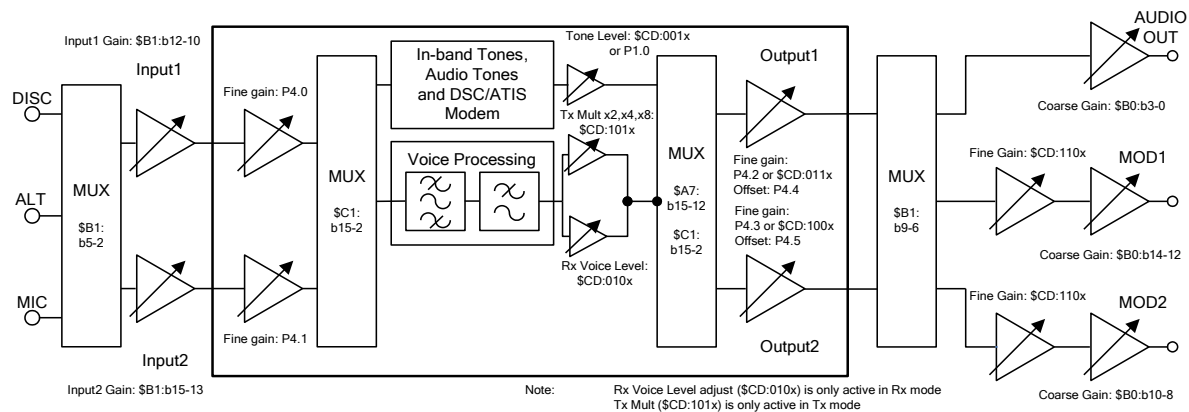 Input1 Gain: $B1:b12-10
Input1
DISC
ALT
MIC
MUX
$B1:
b5-2
Input2
Input2 Gain: $B1:b15-13
Fine gain: P4.0
Fine gain: P4.1
MUX
$C1:
b15-2
In-band Tones,
Audio Tones
and DSC/ATIS
Modem
Voice Processing
Tone Level: $CD:001x
or P1.0
Tx Mult x2,x4,x8:
$CD:101x
Rx Voice Level:
$CD:010x
MUX
$A7:
b15-12
$C1:
b15-2
Output1
Fine gain:
P4.2 or $CD:011x
Offset: P4.4
Fine gain:
P4.3 or $CD:100x
Offset: P4.5
Output2
MUX
$B1:
b9-6
AUDIO
OUT
Coarse Gain: $B0:b3-0
Fine Gain: $CD:110x
MOD1
Coarse Gain: $B0:b14-12
Fine Gain: $CD:110x
MOD2
Coarse Gain: $B0:b10-8
Note: Rx Voice Level adjust ($CD:010x) is only active in Rx mode
Tx Mult ($CD:101x) is only active in Tx mode